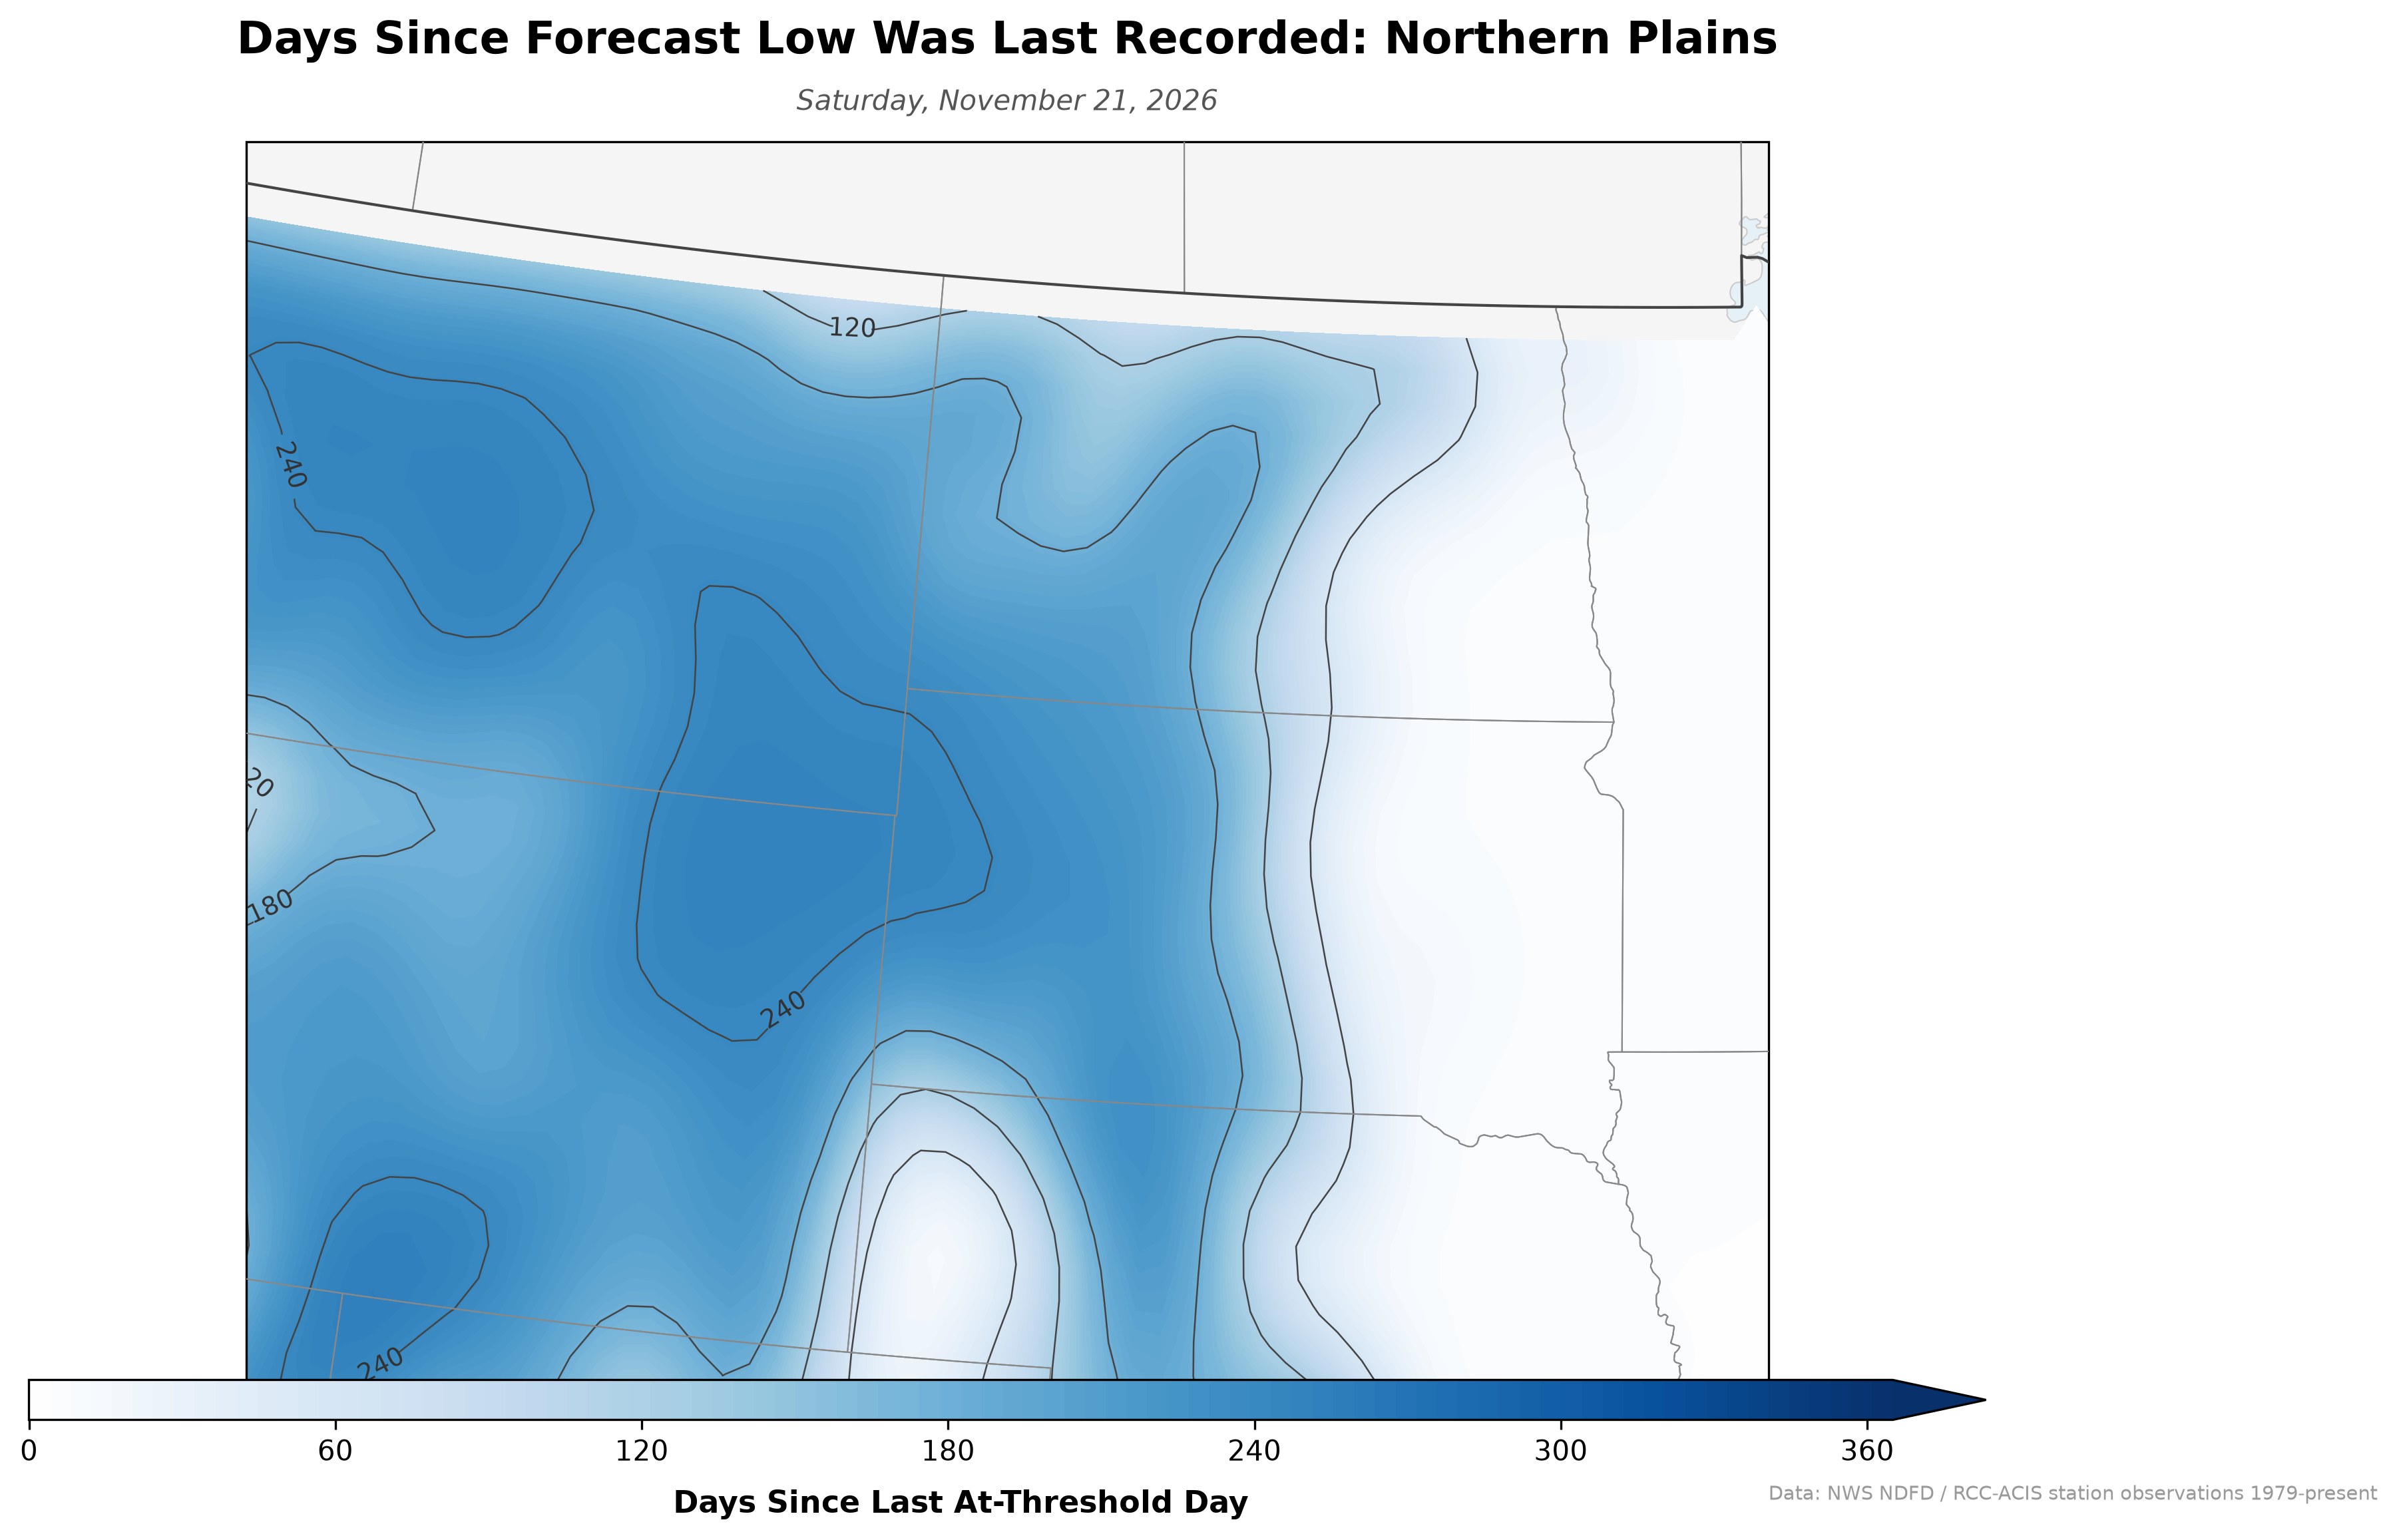 Days Since Forecast Low Was Last Recorded: Northern Plains
Saturday, November 21, 2026
120
240
20
180
240
240
0 60 120 180 240 300 360
Days Since Last At-Threshold Day
Data: NWS NDFD / RCC-ACIS station observations 1979-present